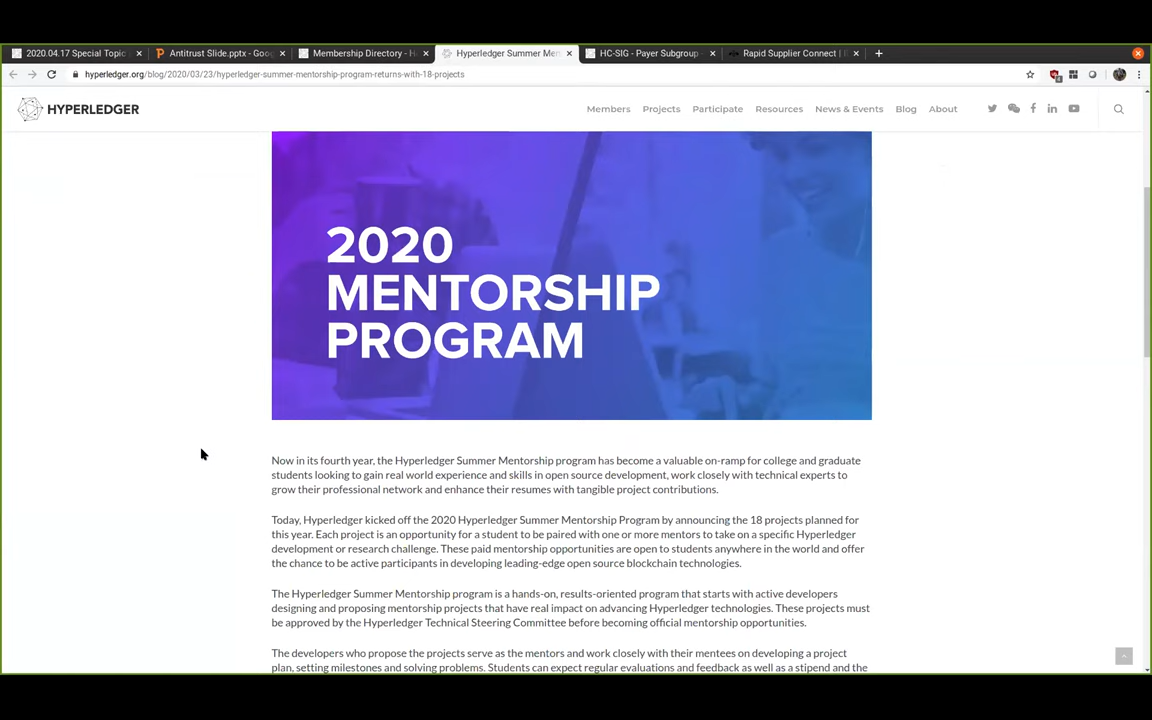 2020.04.17 Special Topic
Antitrust Slide.pptx - Goo
Membership Directory - H
Hyperledger Summer Men
HC-SIG - Payer Subgroup
Rapid Supplier Connect |
hyperledger.org/blog/2020/03/23/hyperledger-summer-mentorship-program-returns-with-18-projects
HYPERLEDGER
Members Projects Participate Resources News & Events Blog About
2020
MENTORSHIP
PROGRAM
Now in its fourth year, the Hyperledger Summer Mentorship program has become a valuable on-ramp for college and graduate
students looking to gain real world experience and skills in open source development, work closely with technical experts to
grow their professional network and enhance their resumes with tangible project contributions.
Today, Hyperledger kicked off the 2020 Hyperledger Summer Mentorship Program by announcing the 18 projects planned for
this year. Each project is an opportunity for a student to be paired with one or more mentors to take on a specific Hyperledger
development or research challenge. These paid mentorship opportunities are open to students anywhere in the world and offer
the chance to be active participants in developing leading-edge open source blockchain technologies.
The Hyperledger Summer Mentorship program is a hands-on, results-oriented program that starts with active developers
designing and proposing mentorship projects that have real impact on advancing Hyperledger technologies. These projects must
be approved by the Hyperledger Technical Steering Committee before becoming official mentorship opportunities.
The developers who propose the projects serve as the mentors and work closely with their mentees on developing a project
plan, setting milestones and solving problems. Students can expect regular evaluations and feedback as well as a stipend and the